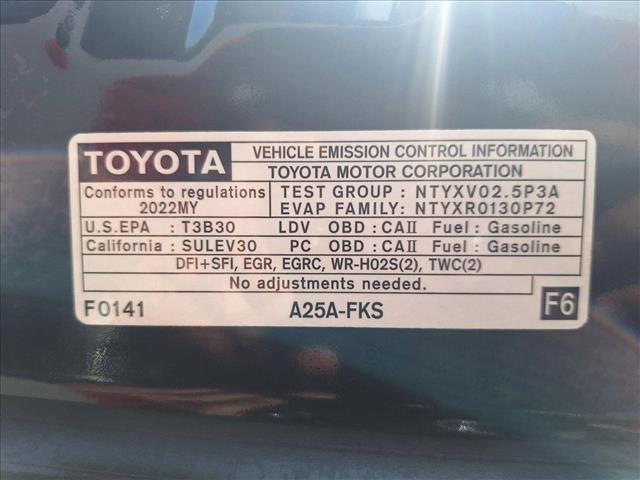 TOYOTA VEHICLE EMISSION CONTROL INFORMATION
TOYOTA MOTOR CORPORATION
Conforms to regulations
2022MY
TEST GROUP : NTYXV02.5P3A
EVAP FAMILY: NTYXR0130P72
U.S.EPA : T3B30 LDV OBD : CAII Fuel : Gasoline
California : SULEV30 PC OBD : CAII Fuel : Gasoline
DFI+SFI, EGR, EGRC, WR-HO2S(2), TWC(2)
No adjustments needed.
F0141 A25A-FKS F6